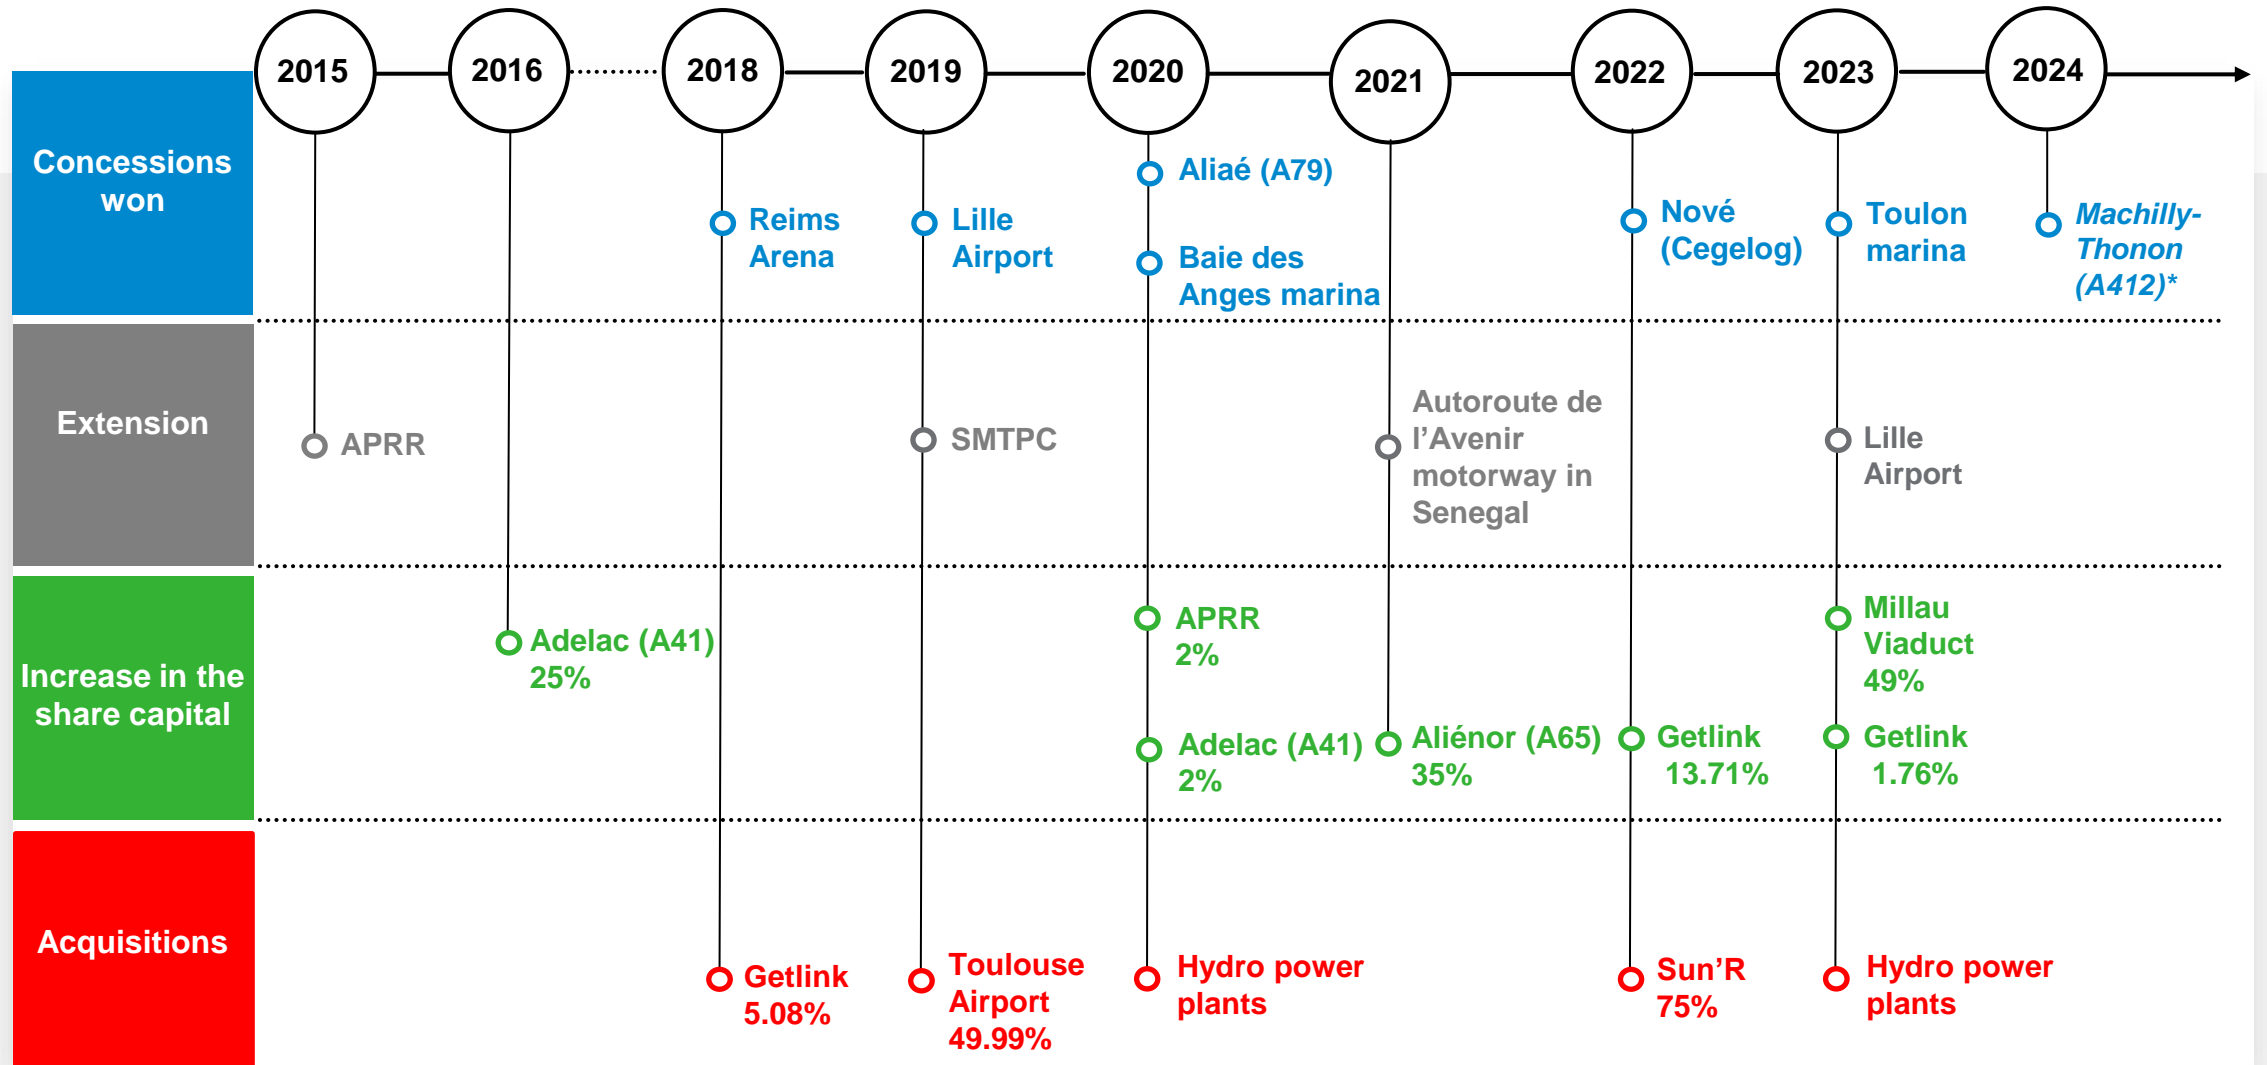 2015
2016
2018
2019
2020
2021
2022
2023
2024
Concessions
won
Reims
Arena
Lille
Airport
Aliaé (A79)
Baie des
Anges marina
Nové
(Cegelog)
Toulon
marina
Machilly-
Thonon
(A412)*
Extension
APRR
SMTPC
Autoroute de
l’Avenir
motorway in
Senegal
Lille
Airport
Increase in the
share capital
Adelac (A41)
25%
APRR
2%
Adelac (A41)
2%
Aliénor (A65)
35%
Getlink
13.71%
Millau
Viaduct
49%
Getlink
1.76%
Acquisitions
Getlink
5.08%
Toulouse
Airport
49.99%
Hydro power
plants
Sun’R
75%
Hydro power
plants